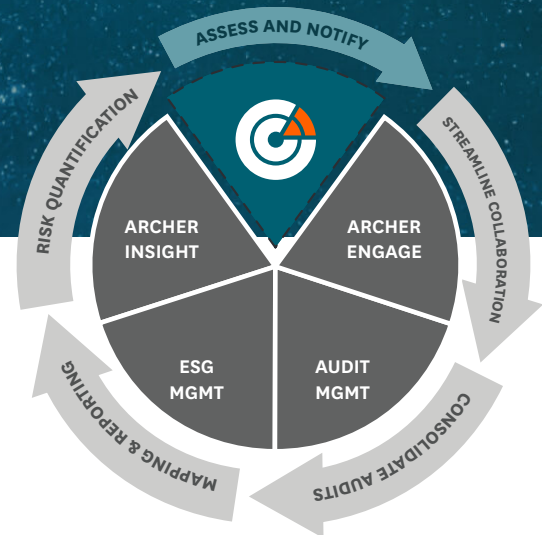 ASSESS AND NOTIFY
STREAMLINE COLLABORATION
CONSOLIDATE AUDITS
MAPPING & REPORTING
RISK QUANTIFICATION
ARCHER
INSIGHT
ARCHER
ENGAGE
ESG
MGMT
AUDIT
MGMT